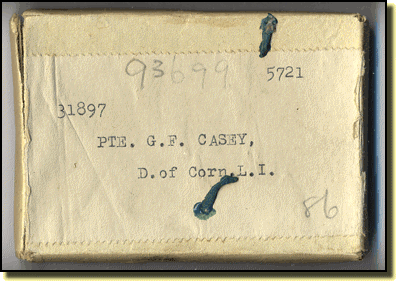 93699
5721
31897
PTE. G.F. CASEY,
D.of Corn.L.I.
86